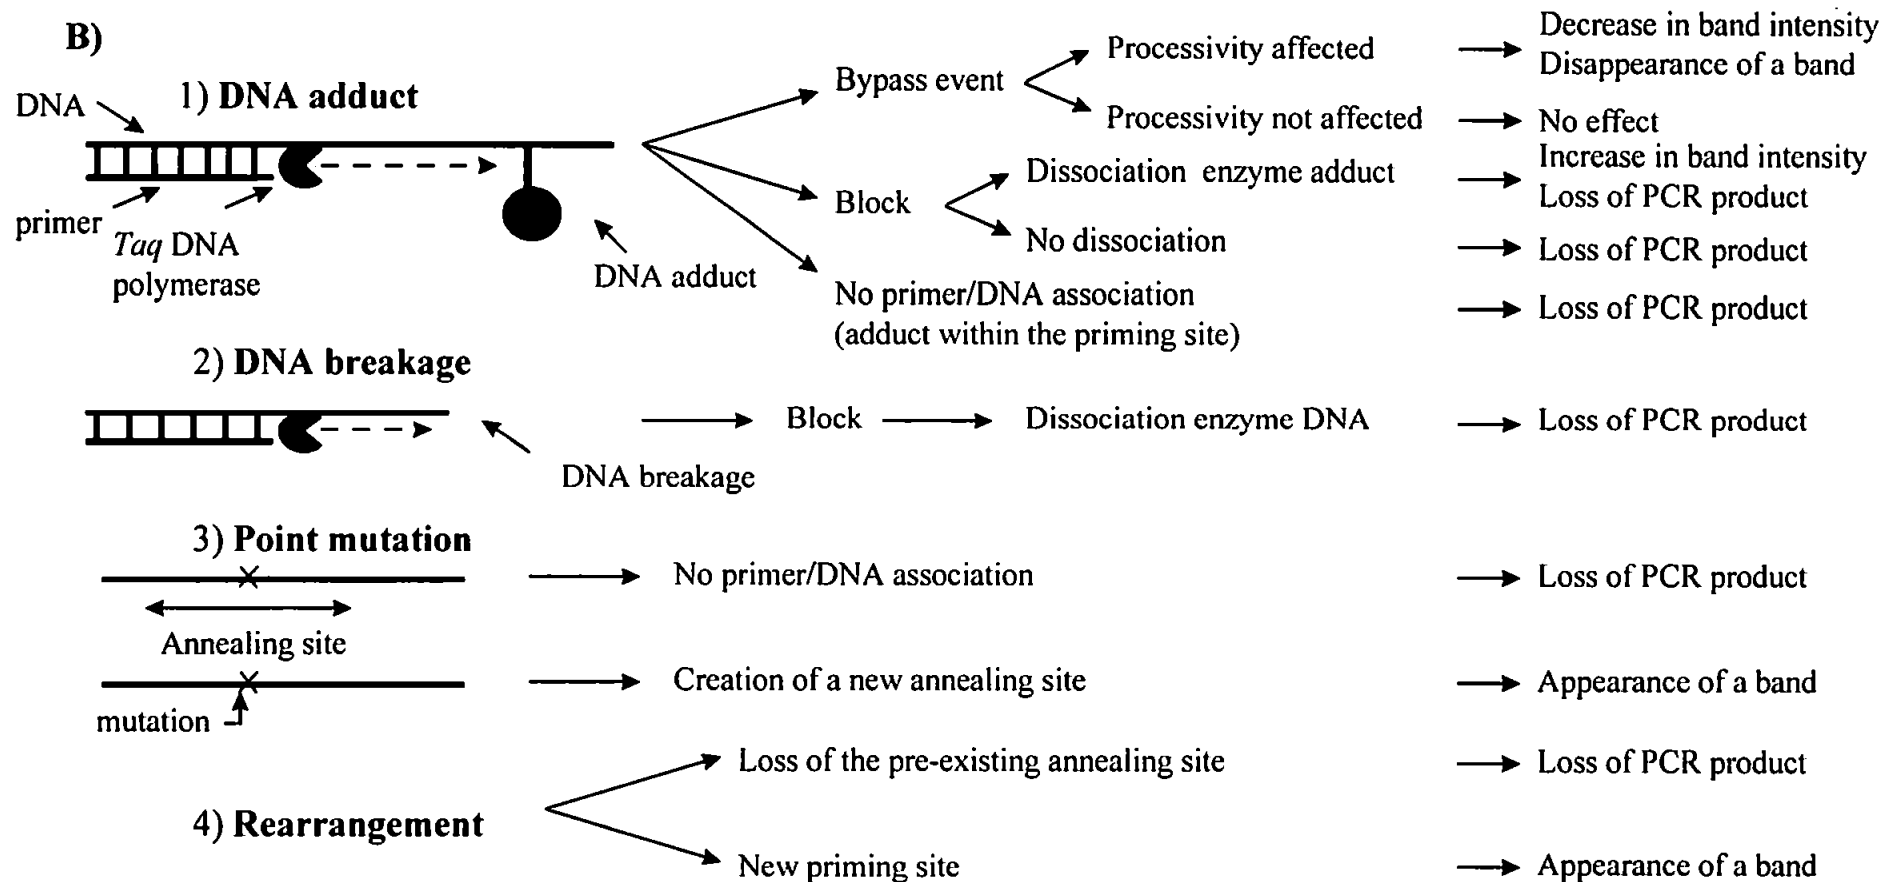 B)
1) DNA adduct
DNA
primer
Taq DNA
polymerase
DNA adduct
Bypass event
Processivity affected
Decrease in band intensity
Disappearance of a band
Processivity not affected
No effect
Block
Dissociation enzyme adduct
Increase in band intensity
Loss of PCR product
No dissociation
Loss of PCR product
No primer/DNA association
(adduct within the priming site)
Loss of PCR product
2) DNA breakage
DNA breakage
Block
Dissociation enzyme DNA
Loss of PCR product
3) Point mutation
No primer/DNA association
Loss of PCR product
Annealing site
Creation of a new annealing site
Appearance of a band
mutation
4) Rearrangement
Loss of the pre-existing annealing site
Loss of PCR product
New priming site
Appearance of a band